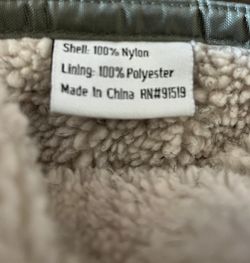 Shell: 100% Nylon
Lining: 100% Polyester
Made In China RN#91519